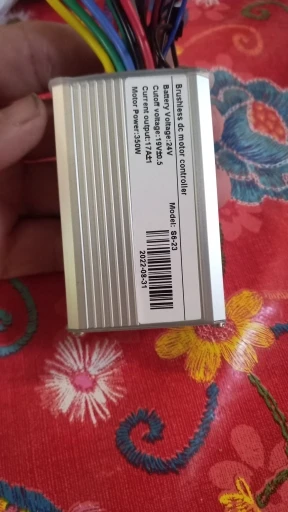 Brushless dc motor controller
Battery Voltage:24V
Cutoff voltage:19V±0.5
Current output:17A±1
Motor Power:350W
Model: S6-23
2022-08-31